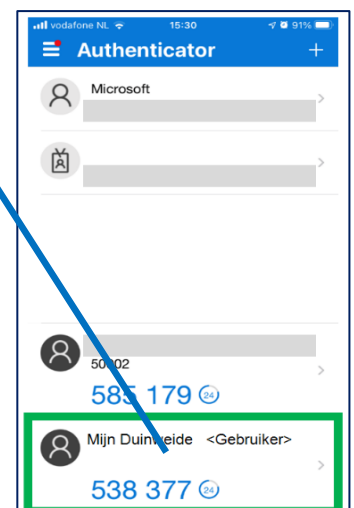 vodafone NL 15:30 91%
Authenticator +
Microsoft
50002
585 179 24
Mijn Duinweide <Gebruiker>
538 377 24